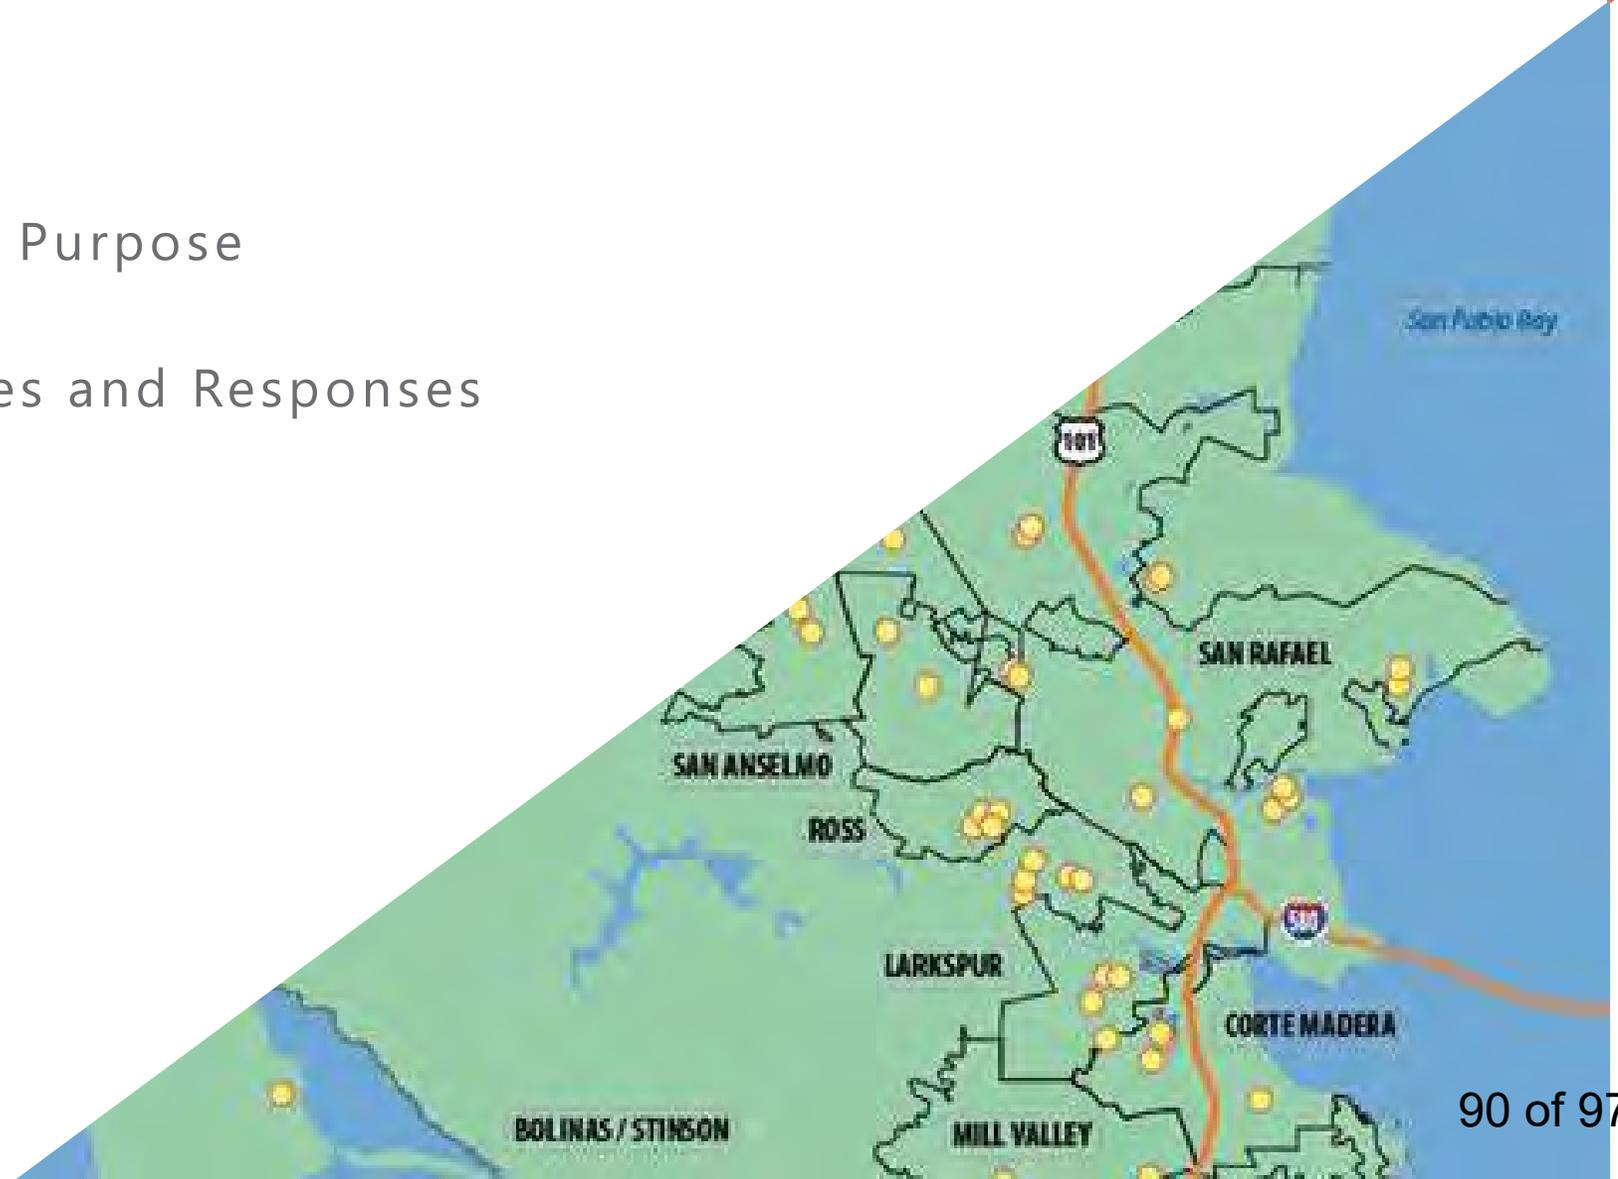 Purpose
es and Responses
San Pablo Bay
101
SAN RAFAEL
SAN ANSELMO
ROSS
580
LARKSPUR
CORTE MADERA
90 of 97
BOLINAS / STINSON
MILL VALLEY